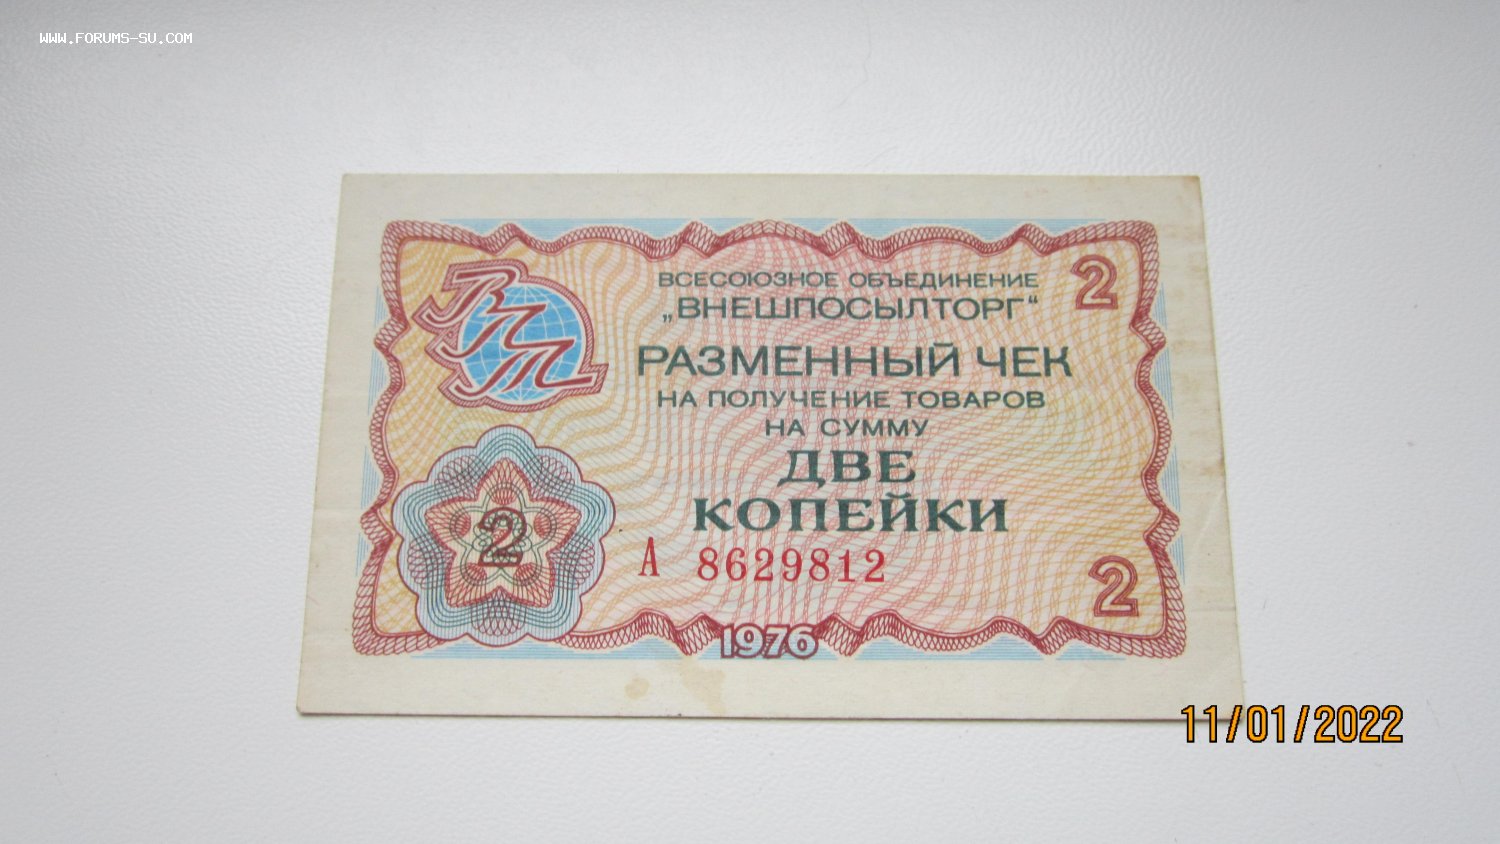 WWW.FORUMS-SU.COM
ВПТ
ВСЕСОЮЗНОЕ ОБЪЕДИНЕНИЕ
2
„ВНЕШПОСЫЛТОРГ“
РАЗМЕННЫЙ ЧЕК
НА ПОЛУЧЕНИЕ ТОВАРОВ
НА СУММУ
ДВЕ
КОПЕЙКИ
2
А 8629812
2
1976
11/01/2022